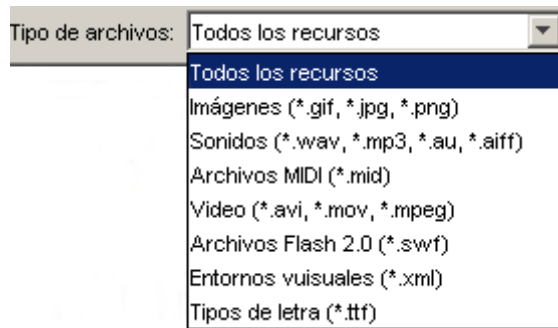 Tipo de archivos: Todos los recursos
Todos los recursos
Imágenes (*.gif, *.jpg, *.png)
Sonidos (*.wav, *.mp3, *.au, *.aiff)
Archivos MIDI (*.mid)
Video (*.avi, *.mov, *.mpeg)
Archivos Flash 2.0 (*.swf)
Entornos vuisuales (*.xml)
Tipos de letra (*.ttf)